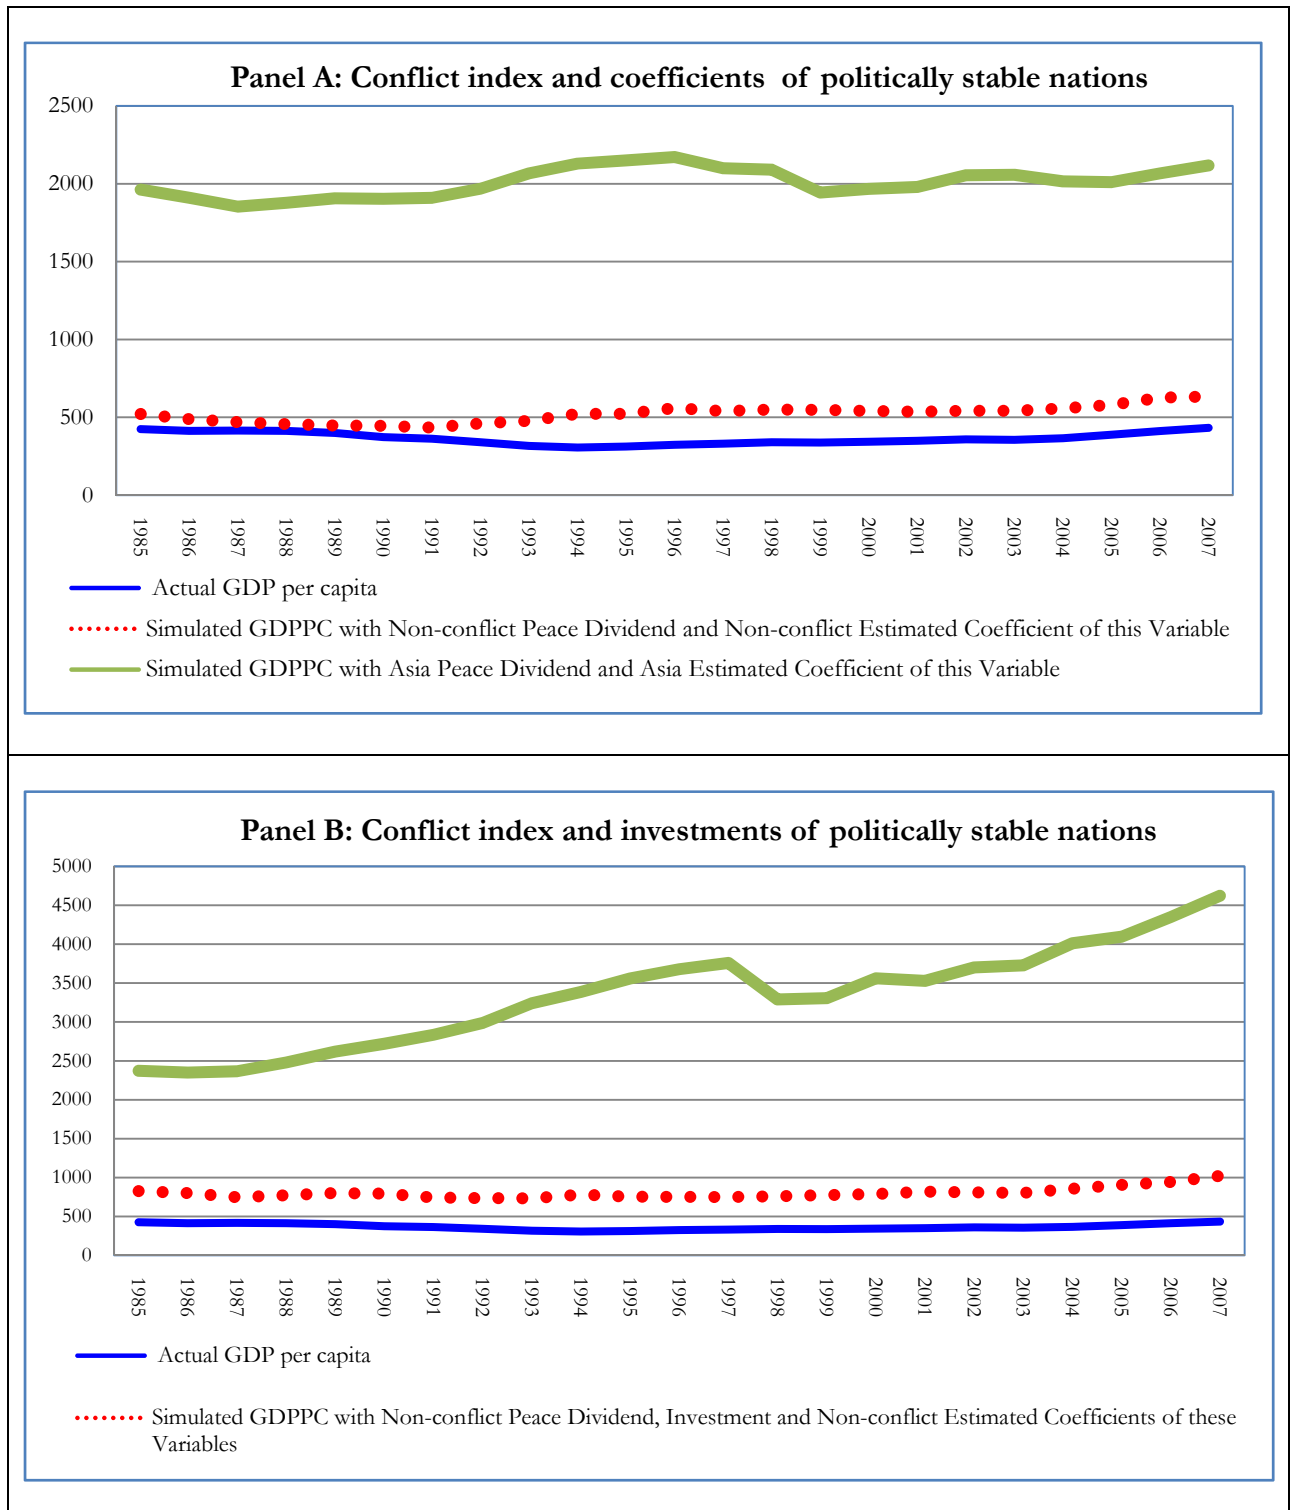 Panel A: Conflict index and coefficients of politically stable nations
2500
2000
1500
1000
500
0
1985 1986 1987 1988 1989 1990 1991 1992 1993 1994 1995 1996 1997 1998 1999 2000 2001 2002 2003 2004 2005 2006 2007
Actual GDP per capita
Simulated GDPPC with Non-conflict Peace Dividend and Non-conflict Estimated Coefficient of this Variable
Simulated GDPPC with Asia Peace Dividend and Asia Estimated Coefficient of this Variable
Panel B: Conflict index and investments of politically stable nations
5000
4500
4000
3500
3000
2500
2000
1500
1000
500
0
1985 1986 1987 1988 1989 1990 1991 1992 1993 1994 1995 1996 1997 1998 1999 2000 2001 2002 2003 2004 2005 2006 2007
Actual GDP per capita
Simulated GDPPC with Non-conflict Peace Dividend, Investment and Non-conflict Estimated Coefficients of these
Variables